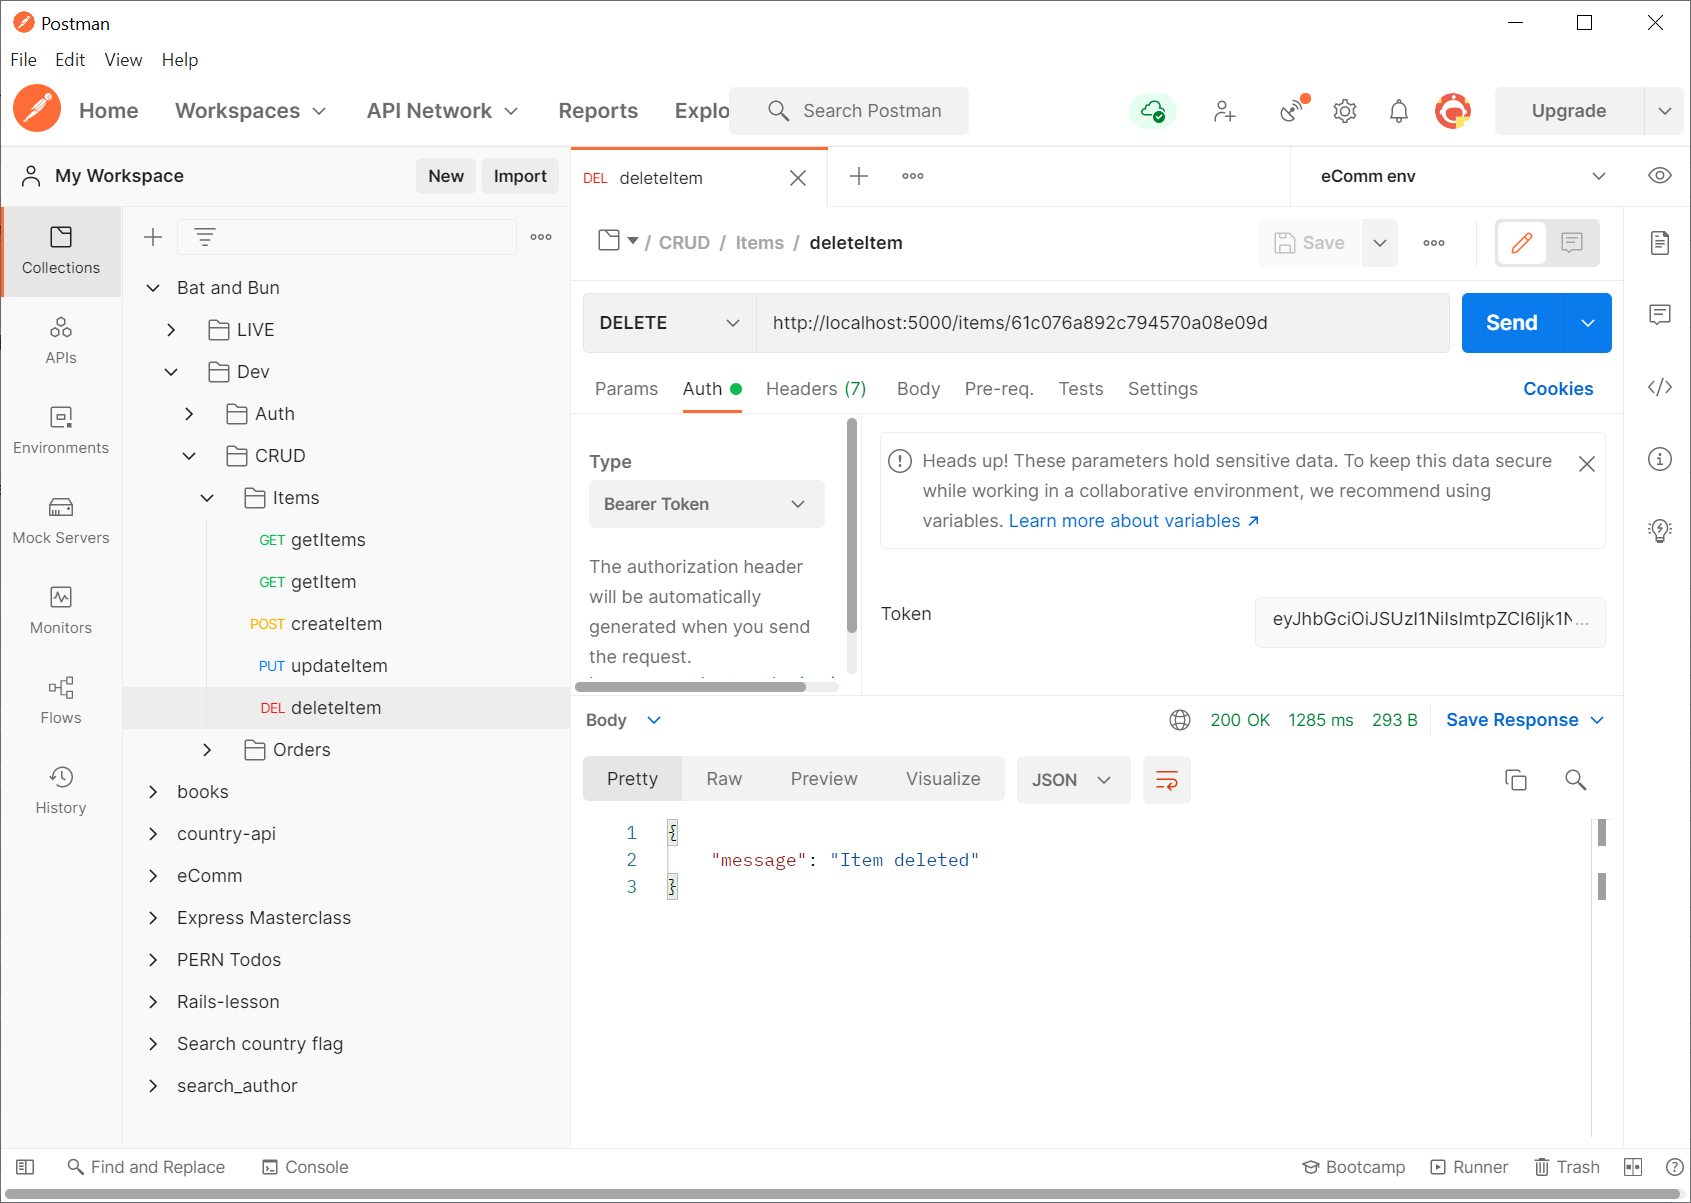 Postman
File Edit View Help
Home Workspaces API Network Reports Explo Search Postman Upgrade
My Workspace New Import
DEL deleteItem
eComm env
Collections
APIs
Environments
Mock Servers
Monitors
Flows
History
Bat and Bun
LIVE
Dev
Auth
CRUD
Items
GET getItems
GET getItem
POST createItem
PUT updateItem
DEL deleteItem
Orders
books
country-api
eComm
Express Masterclass
PERN Todos
Rails-lesson
Search country flag
search_author
/ CRUD / Items / deleteItem
Save
DELETE http://localhost:5000/items/61c076a892c794570a08e09d Send
Params Auth Headers (7) Body Pre-req. Tests Settings Cookies
Type
Bearer Token
The authorization header
will be automatically
generated when you send
the request.
Heads up! These parameters hold sensitive data. To keep this data secure
while working in a collaborative environment, we recommend using
variables. Learn more about variables ↗
Token
Body 200 OK 1285 ms 293 B Save Response
Pretty Raw Preview Visualize JSON
1 {
2 "message": "Item deleted"
3 }
Find and Replace Console Bootcamp Runner Trash